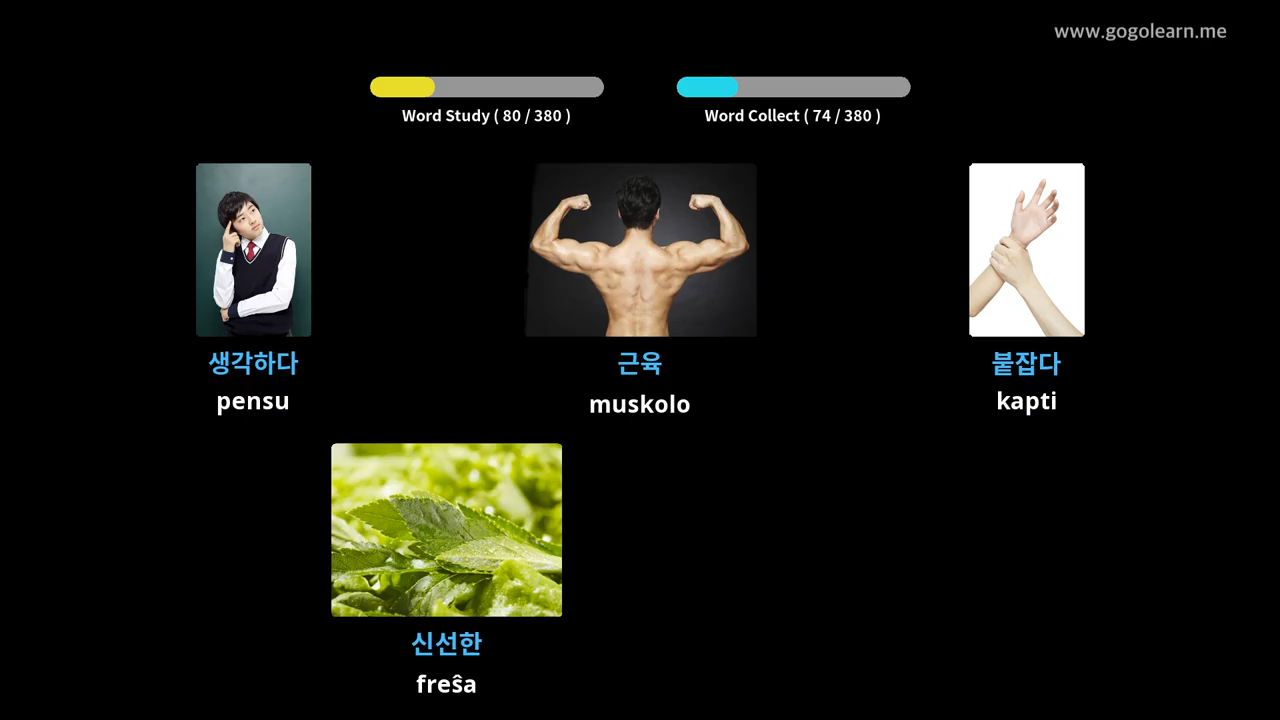 www.gogolearn.me
Word Study ( 80 / 380 )
Word Collect ( 74 / 380 )
생각하다
pensu
근육
muskolo
붙잡다
kapti
신선한
freŝa